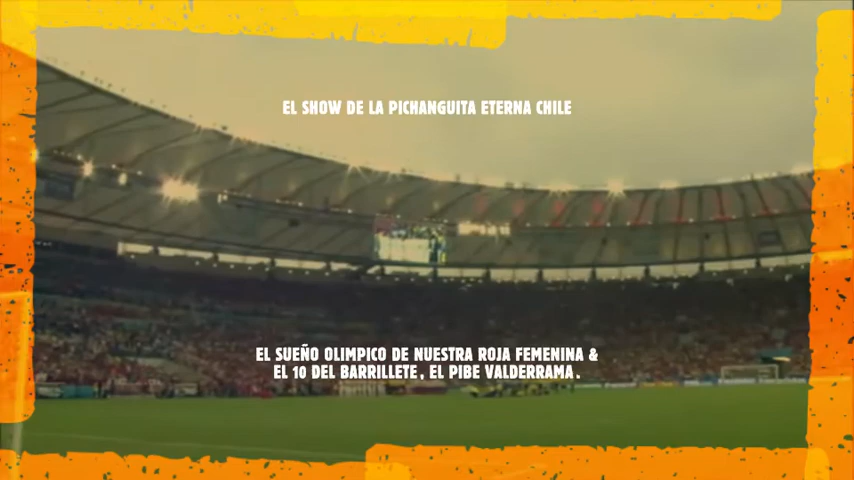 EL SHOW DE LA PICHANGUITA ETERNA CHILE
EL SUEÑO OLIMPICO DE NUESTRA ROJA FEMENINA &
EL 10 DEL BARRILLETE, EL PIBE VALDERRAMA.